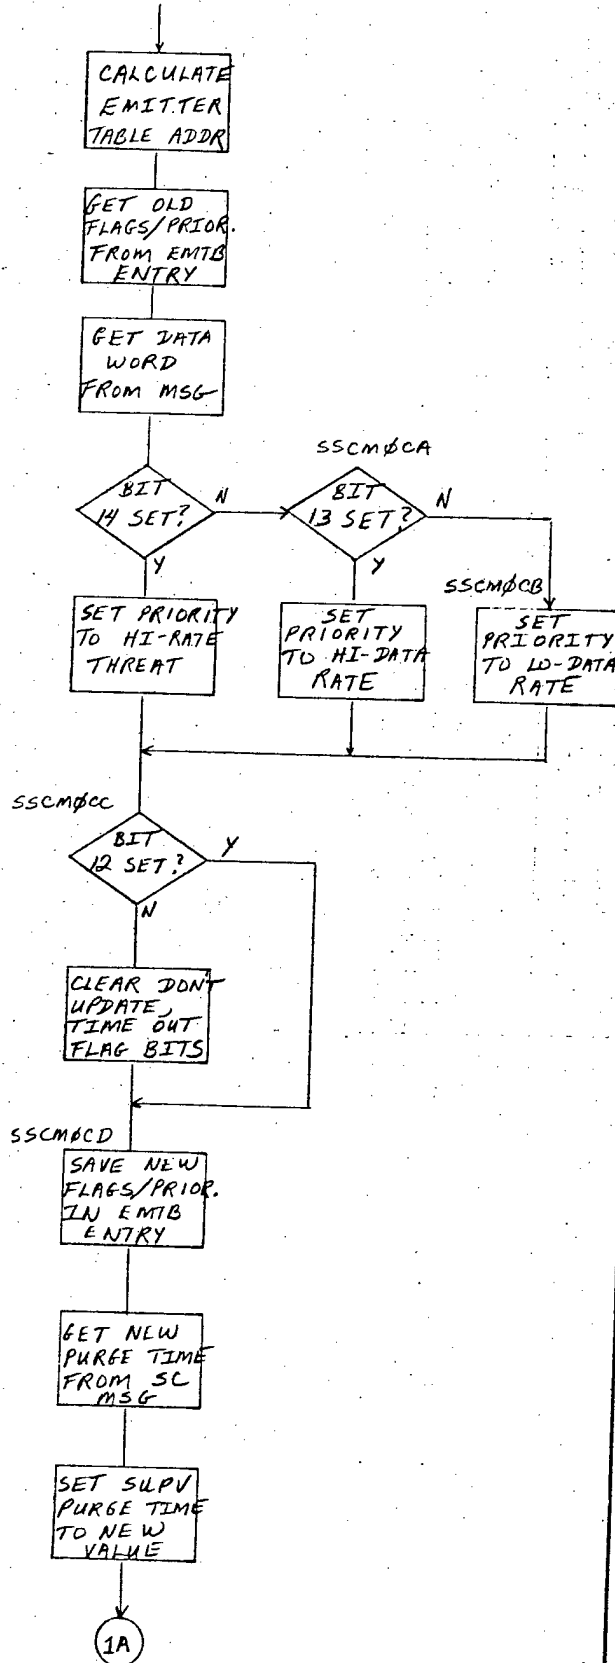 CALCULATE
EMITTER
TABLE ADDR
GET OLD
FLAGS/PRIOR.
FROM EMTB
ENTRY
GET DATA
WORD
FROM MSG
BIT
14 SET?
N
Y
SSCMØCA
BIT
13 SET?
N
Y
SSCMØCB
SET PRIORITY
TO HI-RATE
THREAT
SET
PRIORITY
TO HI-DATA
RATE
SET
PRIORITY
TO LO-DATA
RATE
SSCMØCC
BIT
12 SET?
Y
N
CLEAR DON'T
UPDATE,
TIME OUT
FLAG BITS
SSCMØCD
SAVE NEW
FLAGS/PRIOR.
IN EMTB
ENTRY
GET NEW
PURGE TIME
FROM SC
MSG
SET SUPV
PURGE TIME
TO NEW
VALUE
1A